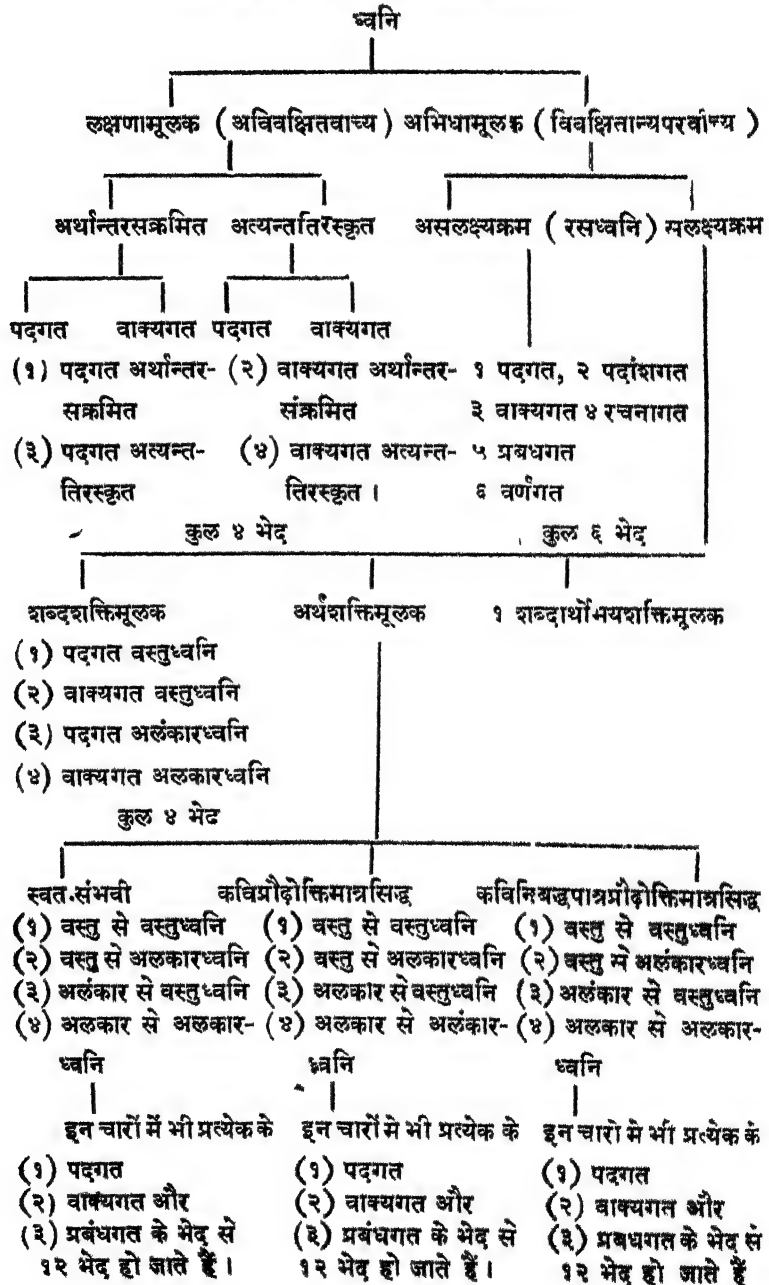 ध्वनि
लक्षणामूलक (अविवक्षितवाच्य) अभिधामूलक (विवक्षितान्यपरवाच्य)
अर्थान्तरसक्रमित अत्यन्ततिरस्कृत असलक्ष्यक्रम (रसध्वनि) सलक्ष्यक्रम
पदगत वाक्यगत पदगत वाक्यगत
(१) पदगत अर्थान्तर- (२) वाक्यगत अर्थान्तर- १ पदगत, २ पदांशगत
सक्रमित संक्रमित ३ वाक्यगत ४ रचनागत
(३) पदगत अत्यन्त- (४) वाक्यगत अत्यन्त- ५ प्रबधगत
तिरस्कृत तिरस्कृत । ६ वर्णगत
कुल ४ भेद कुल ६ भेद
शब्दशक्तिमूलक अर्थशक्तिमूलक १ शब्दार्थोभयशक्तिमूलक
(१) पदगत वस्तुध्वनि
(२) वाक्यगत वस्तुध्वनि
(३) पदगत अलंकारध्वनि
(४) वाक्यगत अलकारध्वनि
कुल ४ भेद
स्वत.संभवी कविप्रौढ़ोक्तिमात्रसिद्ध कविनिबद्धपात्रप्रौढ़ोक्तिमात्रसिद्ध
(१) वस्तु से वस्तुध्वनि (१) वस्तु से वस्तुध्वनि (१) वस्तु से वस्तुध्वनि
(२) वस्तु से अलकारध्वनि (२) वस्तु से अलकारध्वनि (२) वस्तु से अलंकारध्वनि
(३) अलंकार से वस्तुध्वनि (३) अलकार से वस्तुध्वनि (३) अलंकार से वस्तुध्वनि
(४) अलकार से अलकार- (४) अलकार से अलंकार- (४) अलकार से अलकार-
ध्वनि ध्वनि ध्वनि
इन चारों में भी प्रत्येक के इन चारों मे भी प्रत्येक के इन चारो मे भी प्रत्येक के
(१) पदगत (१) पदगत (१) पदगत
(२) वाक्यगत और (२) वाक्यगत और (२) वाक्यगत और
(३) प्रबंधगत के भेद से (३) प्रबंधगत के भेद से (३) प्रबधगत के भेद सं
१२ भेद हो जाते हैं । १२ भेद हो जाते हैं । १२ भेद हो जाते हैं